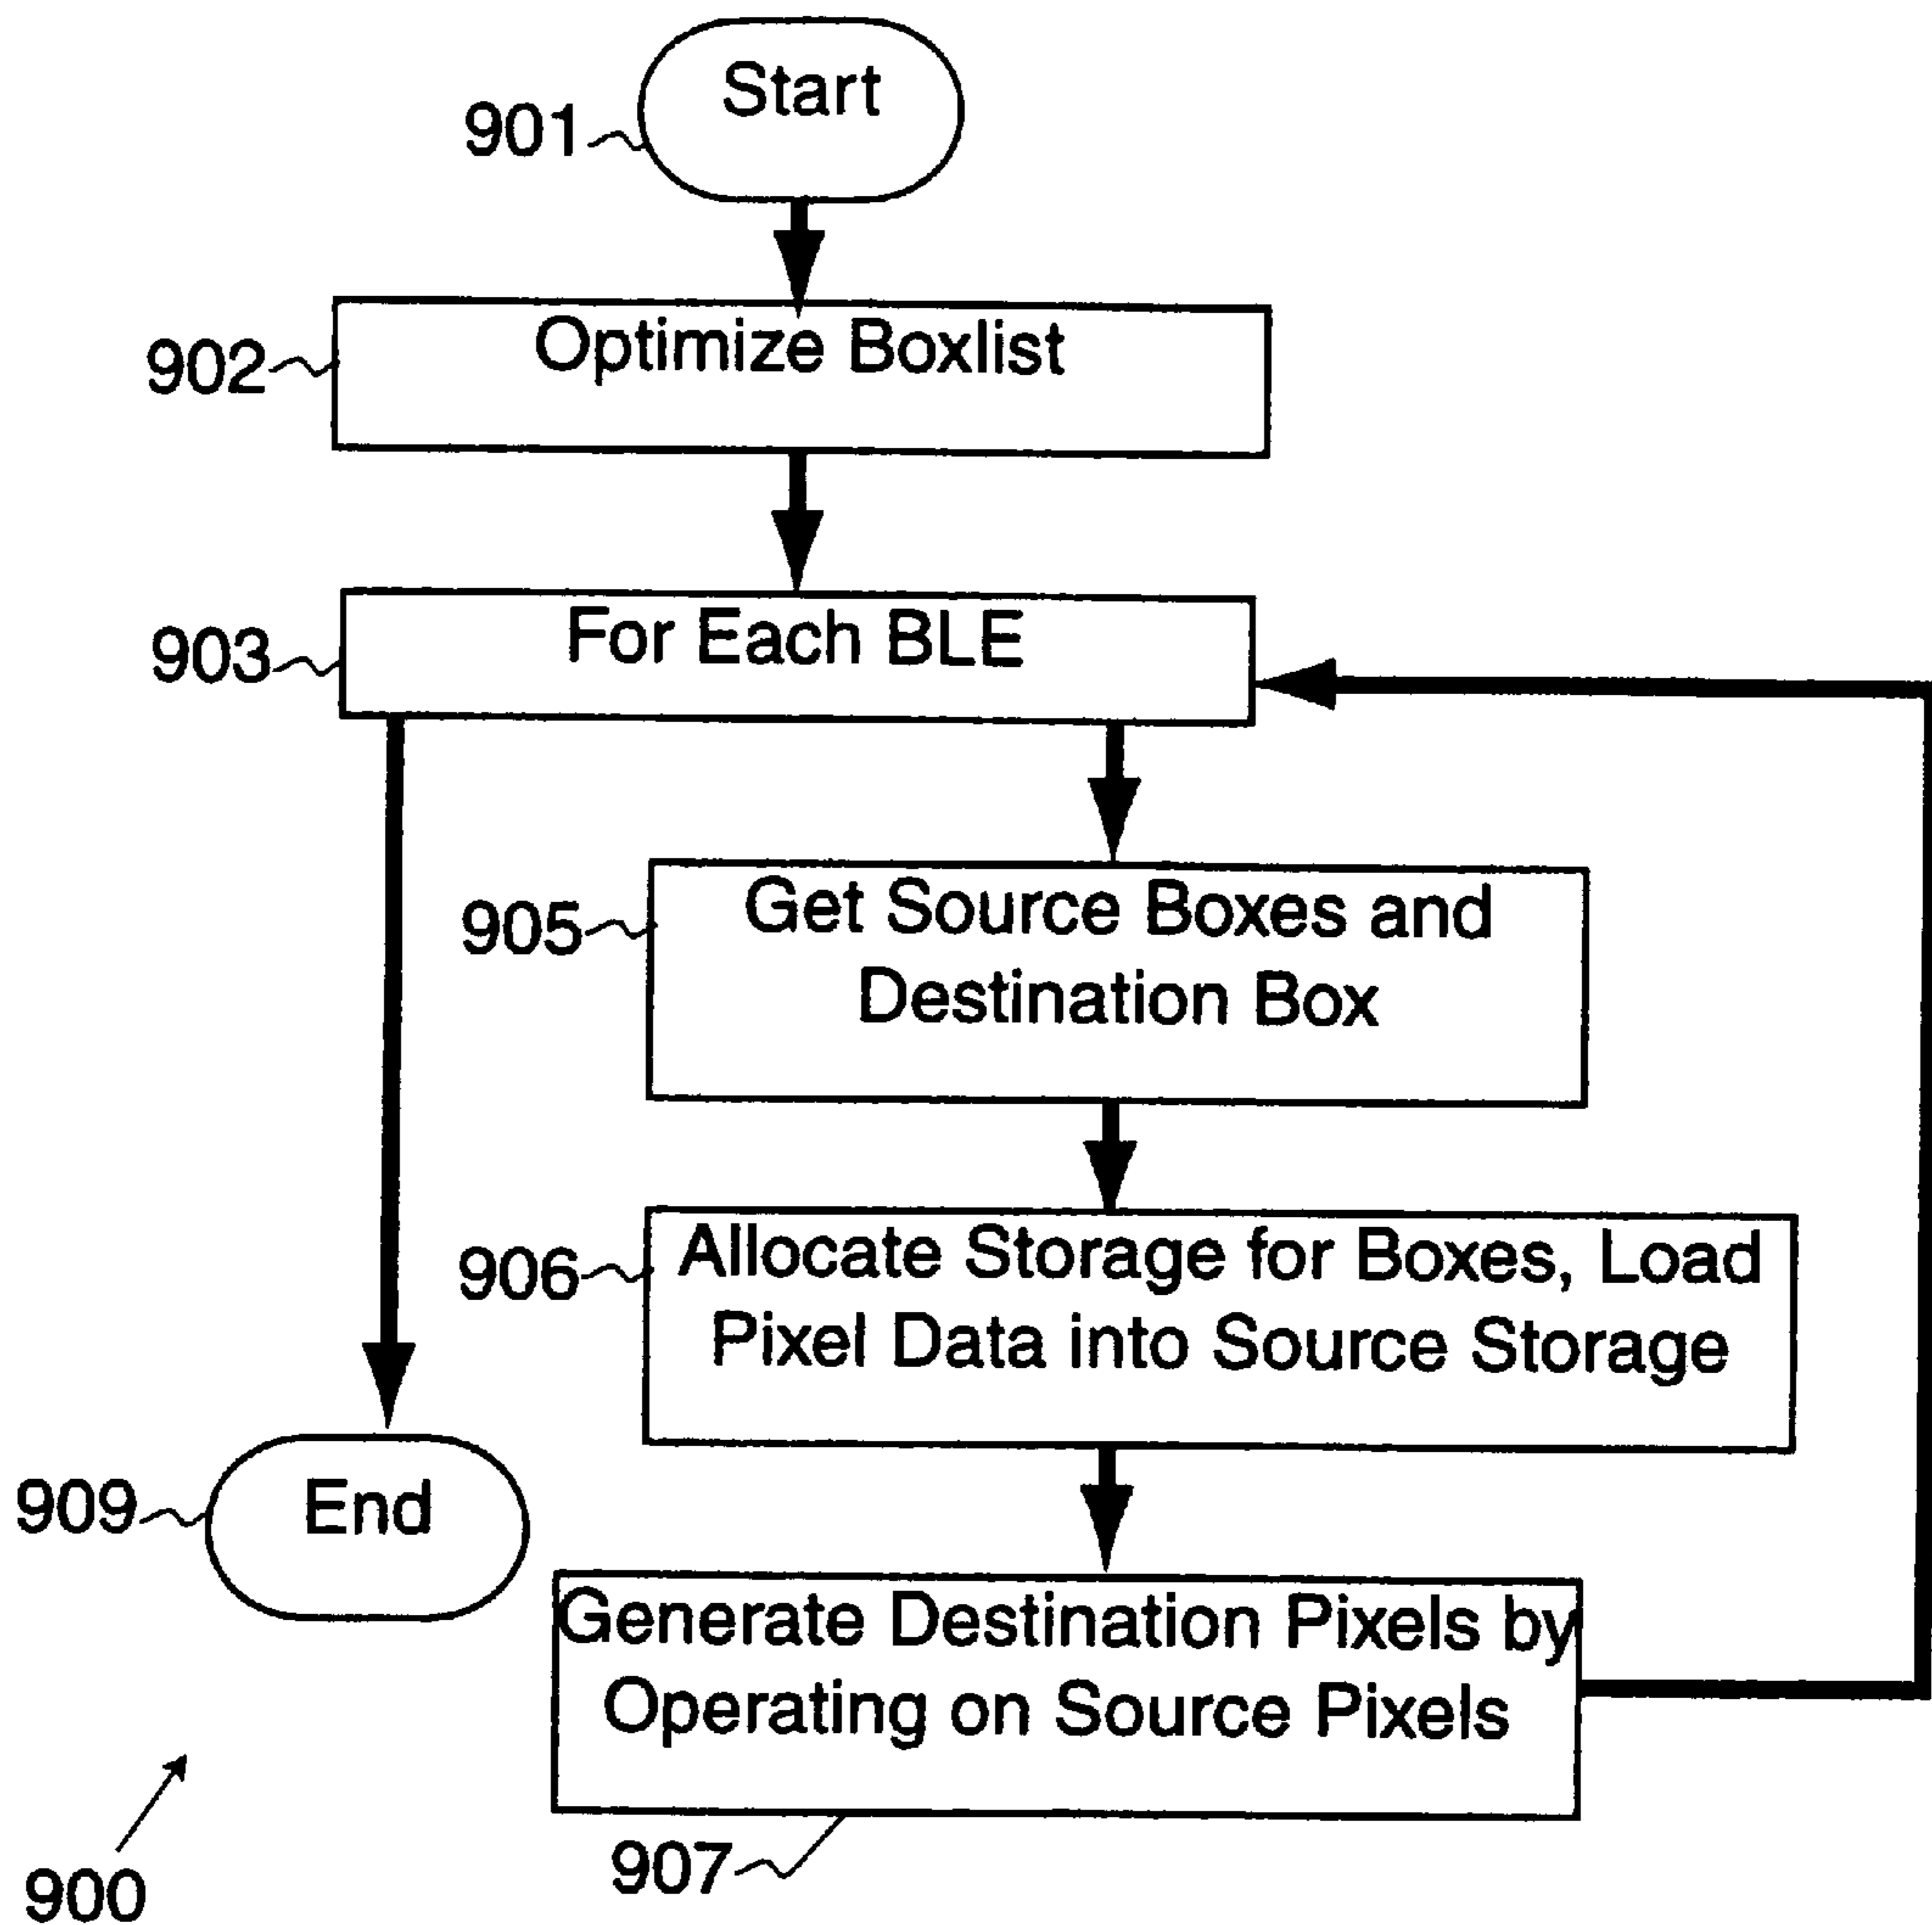 Start
901
Optimize Boxlist
902
For Each BLE
903
Get Source Boxes and
Destination Box
905
Allocate Storage for Boxes, Load
Pixel Data into Source Storage
906
End
909
Generate Destination Pixels by
Operating on Source Pixels
907
900